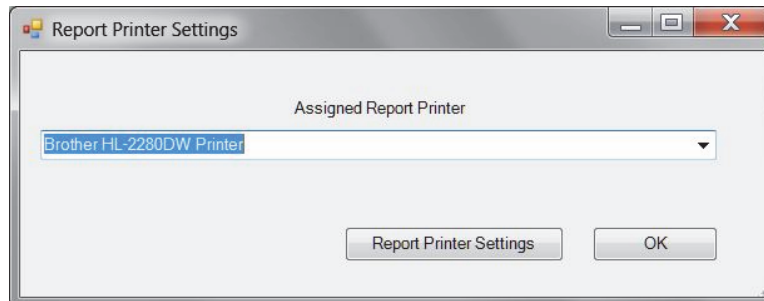 Report Printer Settings
Assigned Report Printer
Brother HL-2280DW Printer
Report Printer Settings
OK